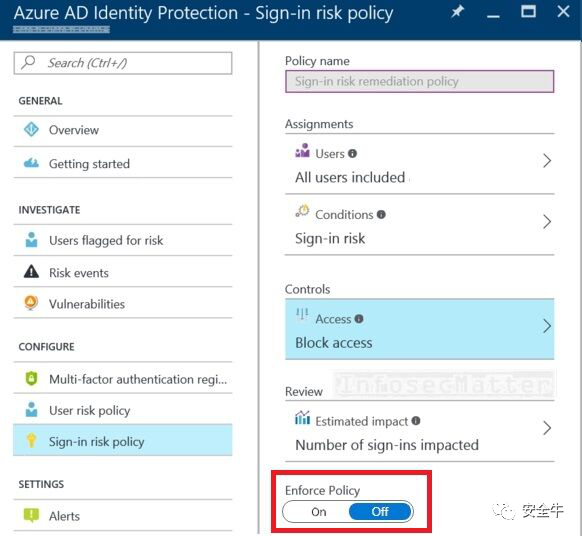 Azure AD Identity Protection - Sign-in risk policy
Search (Ctrl+/)
GENERAL
Overview
Getting started
INVESTIGATE
Users flagged for risk
Risk events
Vulnerabilities
CONFIGURE
Multi-factor authentication regi...
User risk policy
Sign-in risk policy
SETTINGS
Alerts
Policy name
Sign-in risk remediation policy
Assignments
Users
All users included
Conditions
Sign-in risk
Controls
Access
Block access
Review
InfosecMatter
Estimated impact
Number of sign-ins impacted
Enforce Policy
On Off
安全牛